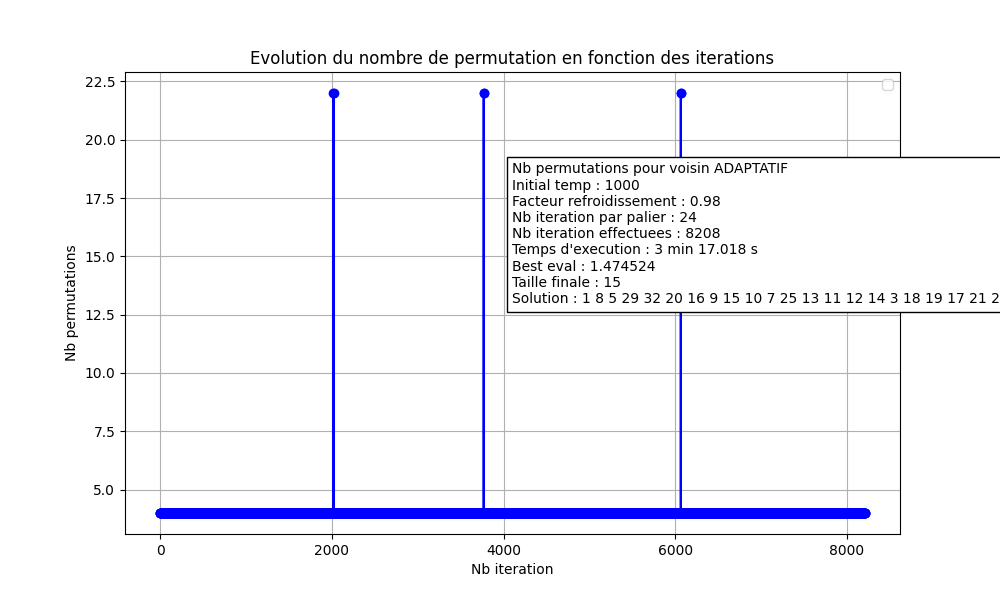 Evolution du nombre de permutation en fonction des iterations
22.5
20.0
17.5
15.0
12.5
10.0
7.5
5.0
Nb permutations
Nb permutations pour voisin ADAPTATIF
Initial temp : 1000
Facteur refroidissement : 0.98
Nb iteration par palier : 24
Nb iteration effectuees : 8208
Temps d'execution : 3 min 17.018 s
Best eval : 1.474524
Taille finale : 15
Solution : 1 8 5 29 32 20 16 9 15 10 7 25 13 11 12 14 3 18 19 17 21 2
0 2000 4000 6000 8000
Nb iteration